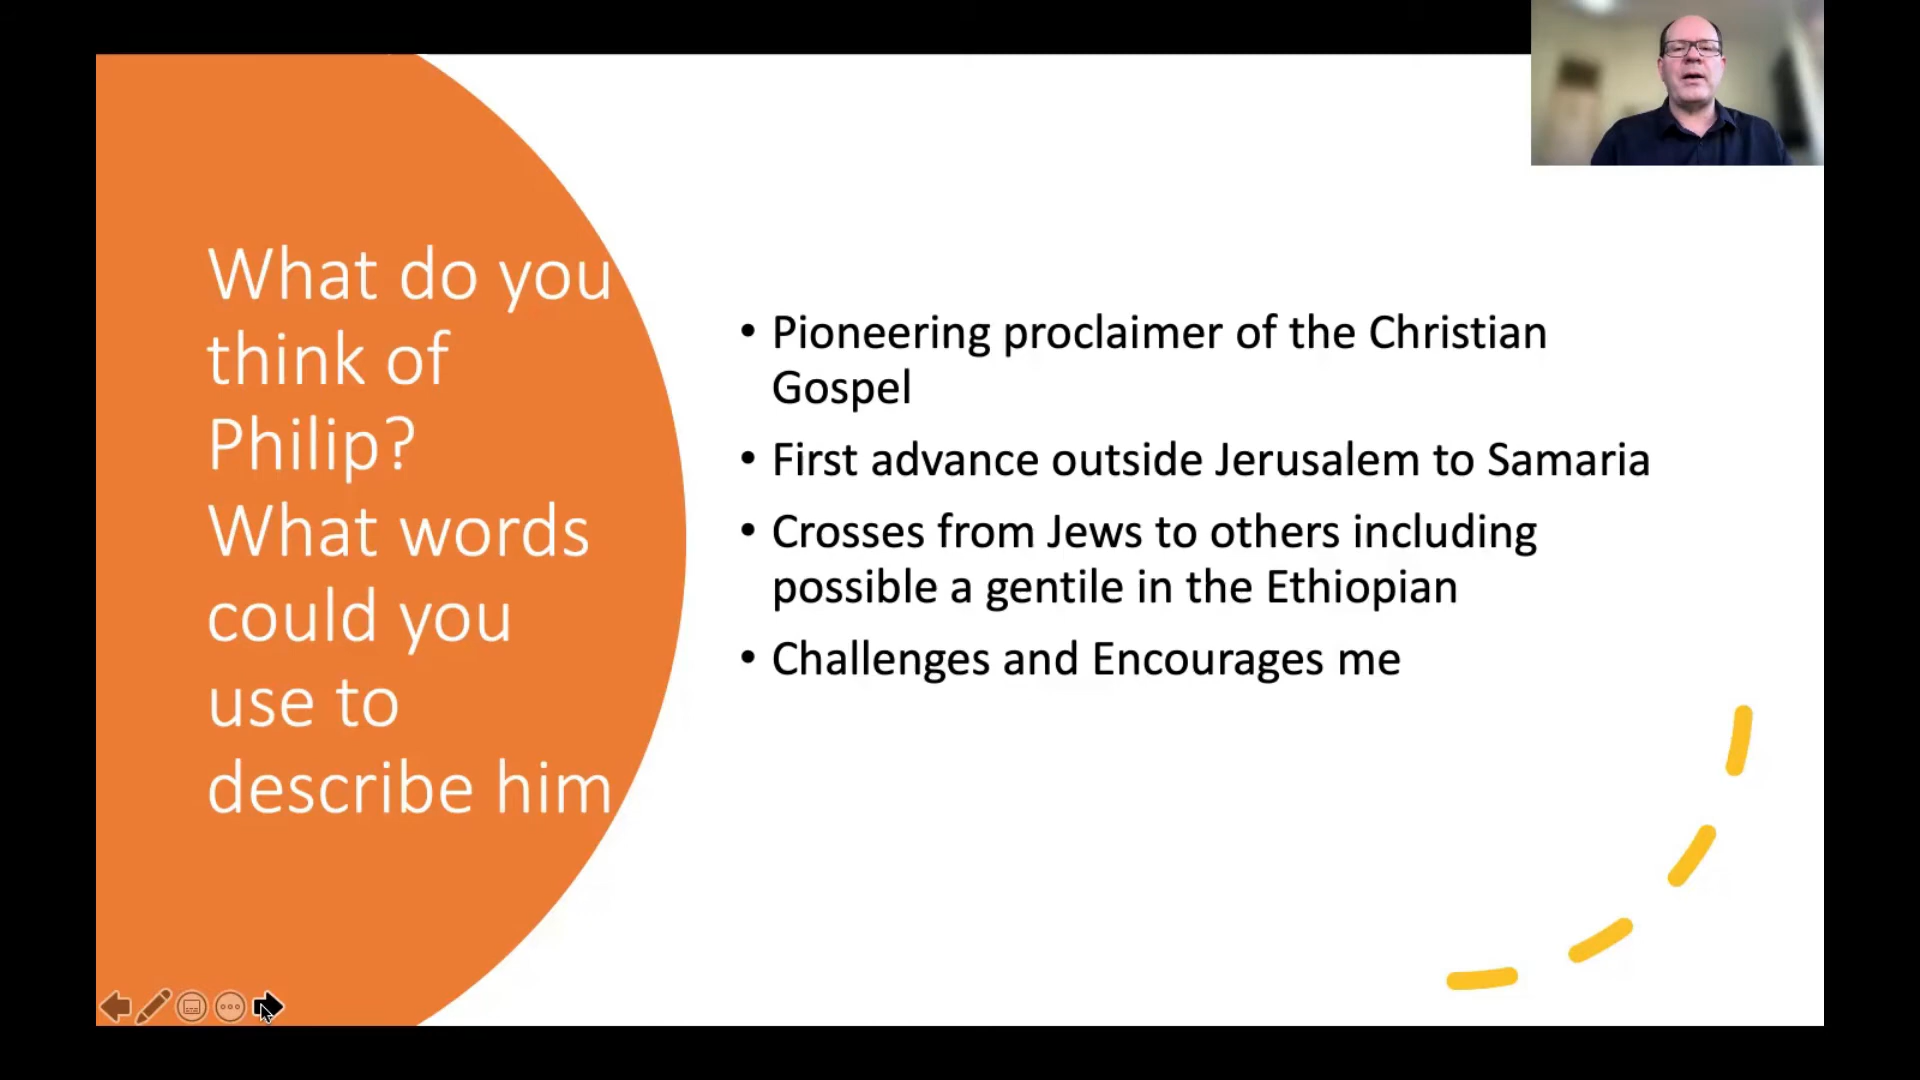 What do you
think of
Philip?
What words
could you
use to
describe him
• Pioneering proclaimer of the Christian
Gospel
• First advance outside Jerusalem to Samaria
• Crosses from Jews to others including
possible a gentile in the Ethiopian
• Challenges and Encourages me